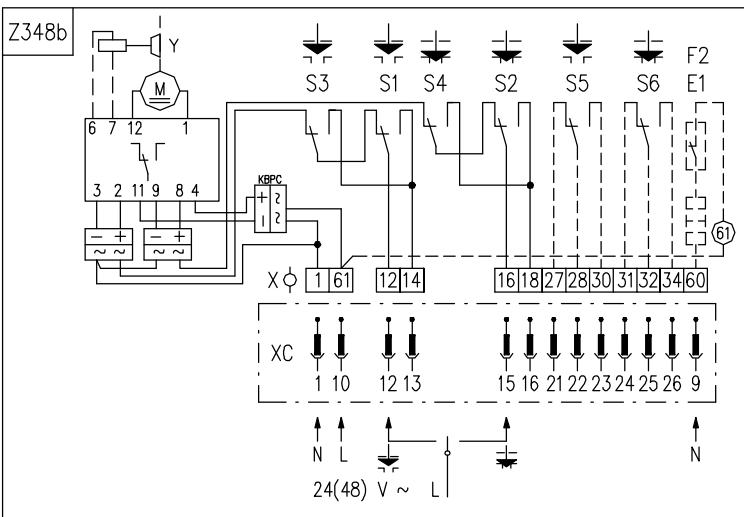 Z348b
Y
M
S3 S1 S4 S2 S5 S6 F2
E1
6 7 12 1
3 2 11 9 8 4
KBPC
+ ~
− ~
− +
~ ~
− +
~ ~
61
X 1 61 12 14 16 18 27 28 30 31 32 34 60
XC
1 10 12 13 15 16 21 22 23 24 25 26 9
N L N
24(48) V ~ L